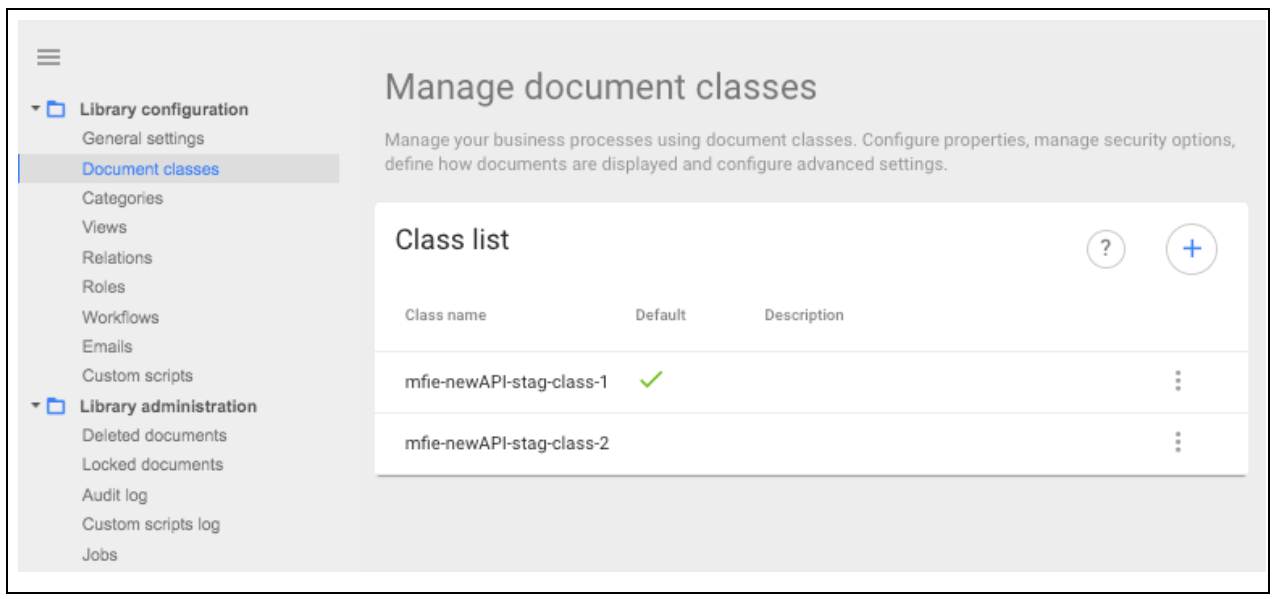 Library configuration
General settings
Document classes
Categories
Views
Relations
Roles
Workflows
Emails
Custom scripts
Library administration
Deleted documents
Locked documents
Audit log
Custom scripts log
Jobs
Manage document classes
Manage your business processes using document classes. Configure properties, manage security options,
define how documents are displayed and configure advanced settings.
Class list
?
+
Class name Default Description
mfie-newAPI-stag-class-1
mfie-newAPI-stag-class-2